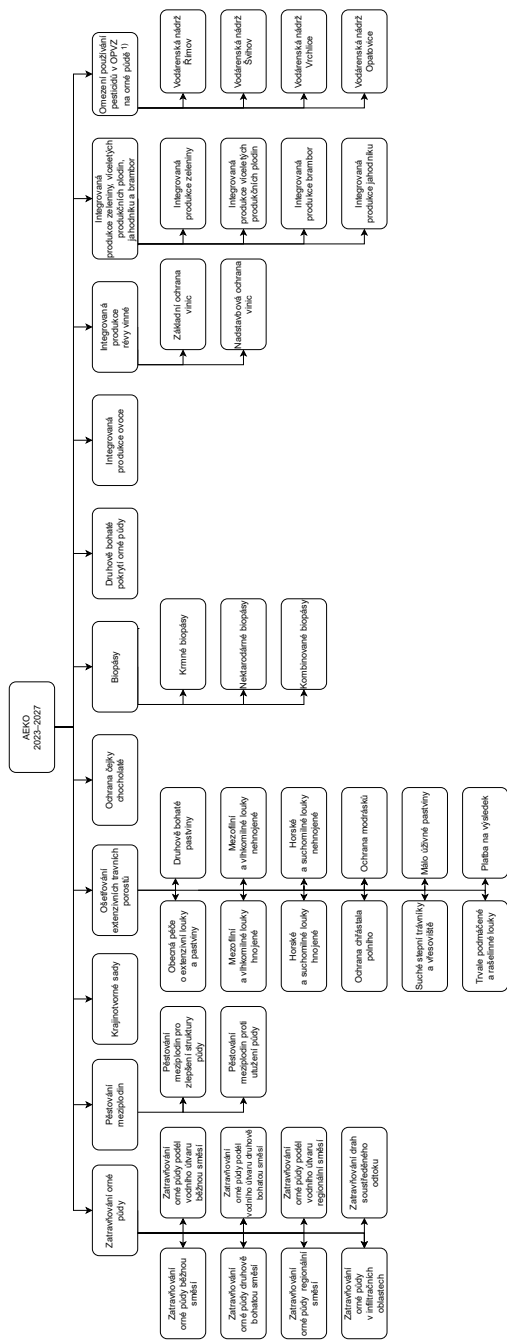 AEKO
2023–2027
Zatravňování orné
půdy
Zatravňování
orné půdy běžnou
směsí
Zatravňování
orné půdy podél
vodního útvaru
běžnou směsí
Zatravňování
orné půdy druhově
bohatou směsí
Zatravňování
orné půdy podél
vodního útvaru druhově
bohatou směsí
Zatravňování
orné půdy regionální
směsí
Zatravňování
orné půdy podél
vodního útvaru
regionální směsí
Zatravňování
orné půdy
v infiltračních
oblastech
Zatravňování drah
soustředěného
odtoku
Pěstování
meziplodin
Pěstování
meziplodin pro
zlepšení struktury
půdy
Pěstování
meziplodin proti
utužení půdy
Krajinotvorné sady
Ošetřování
extenzivních travních
porostů
Obecná péče
o extenzivní louky
a pastviny
Druhově bohaté
pastviny
Mezofilní
a vlhkomilné louky
hnojené
Mezofilní
a vlhkomilné louky
nehnojené
Horské
a suchomilné louky
hnojené
Horské
a suchomilné louky
nehnojené
Ochrana chřástala
polního
Ochrana modrásků
Suché stepní trávníky
a vřesoviště
Málo úživné pastviny
Trvale podmáčené
a rašelinné louky
Platba na výsledek
Ochrana čejky
chocholaté
Biopásy
Krmné biopásy
Nektarodárné biopásy
Kombinované biopásy
Druhově bohaté
pokrytí orné půdy
Integrovaná
produkce ovoce
Integrovaná
produkce
révy vinné
Základní ochrana
vinic
Nadstavbová ochrana
vinic
Integrovaná
produkce zeleniny, víceletých
produkčních plodin,
jahodníku a brambor
Integrovaná
produkce zeleniny
Integrovaná
produkce víceletých
produkčních plodin
Integrovaná
produkce brambor
Integrovaná
produkce jahodníku
Omezení používání
pesticidů v OPVZ
na orné půdě 1)
Vodárenská nádrž
Římov
Vodárenská nádrž
Švihov
Vodárenská nádrž
Vrchlice
Vodárenská nádrž
Opatovice